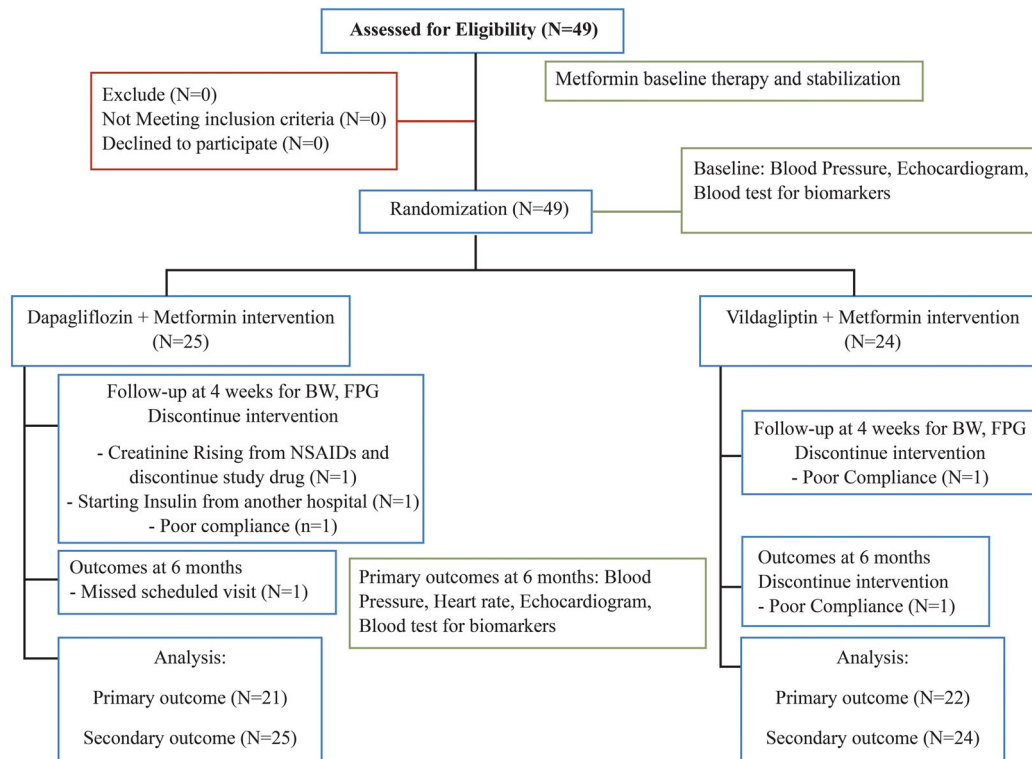 Assessed for Eligibility (N=49)
Metformin baseline therapy and stabilization
Exclude (N=0)
Not Meeting inclusion criteria (N=0)
Declined to participate (N=0)
Baseline: Blood Pressure, Echocardiogram,
Blood test for biomarkers
Randomization (N=49)
Dapagliflozin + Metformin intervention
(N=25)
Vildagliptin + Metformin intervention
(N=24)
Follow-up at 4 weeks for BW, FPG
Discontinue intervention
- Creatinine Rising from NSAIDs and
discontinue study drug (N=1)
- Starting Insulin from another hospital (N=1)
- Poor compliance (n=1)
Follow-up at 4 weeks for BW, FPG
Discontinue intervention
- Poor Compliance (N=1)
Outcomes at 6 months
- Missed scheduled visit (N=1)
Primary outcomes at 6 months: Blood
Pressure, Heart rate, Echocardiogram,
Blood test for biomarkers
Outcomes at 6 months
Discontinue intervention
- Poor Compliance (N=1)
Analysis:
Primary outcome (N=21)
Secondary outcome (N=25)
Analysis:
Primary outcome (N=22)
Secondary outcome (N=24)